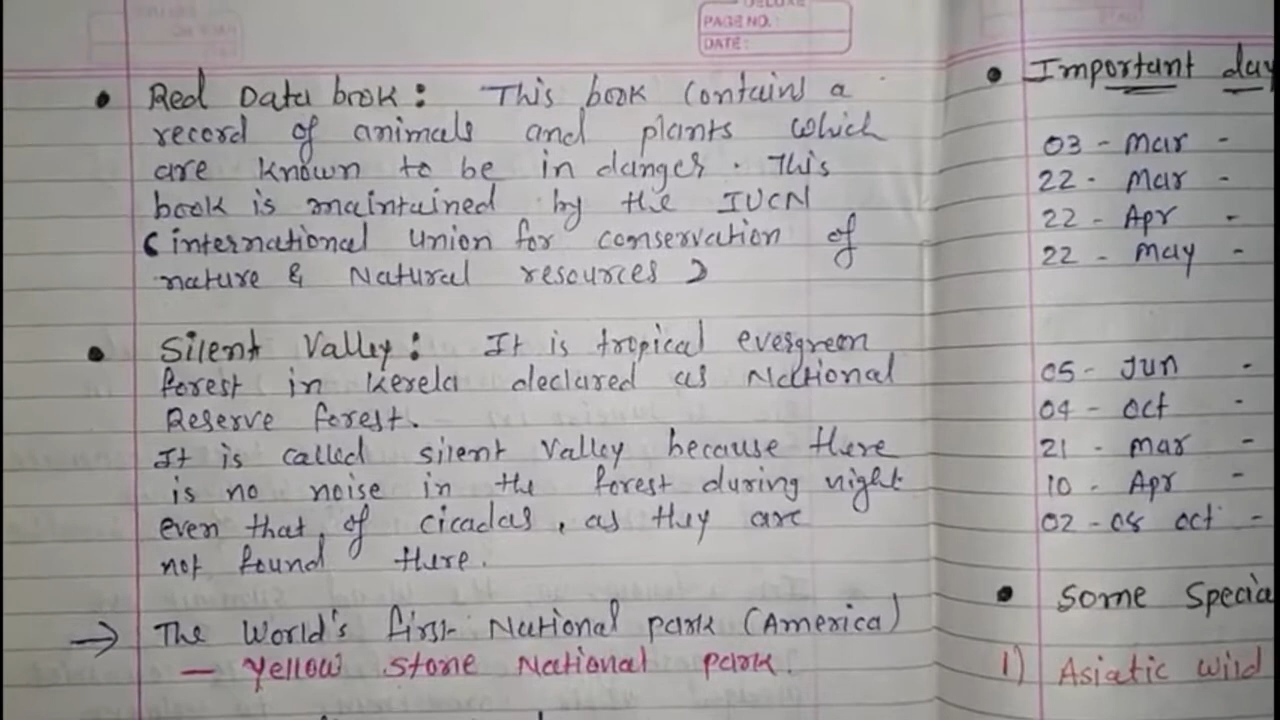 DELUXE
PAGE NO.:
DATE:
• Red Data book : This book contains a
record of animals and plants which
are known to be in danger. This
book is maintained by the IUCN
(international union for conservation of
nature & Natural resources)
• Silent Valley : It is tropical evergreen
forest in Kerela declared as National
Reserve forest.
It is called silent Valley because there
is no noise in the forest during night
even that of cicadas, as they are
not found there.
→ The World's first National park (America)
— Yellow stone National park.
• Important day
03 - Mar -
22 - Mar -
22 - Apr -
22 - May -
05 - Jun -
04 - Oct -
21 - Mar -
10 - Apr -
02 - 08 Oct -
• Some Specia
1) Asiatic Wild